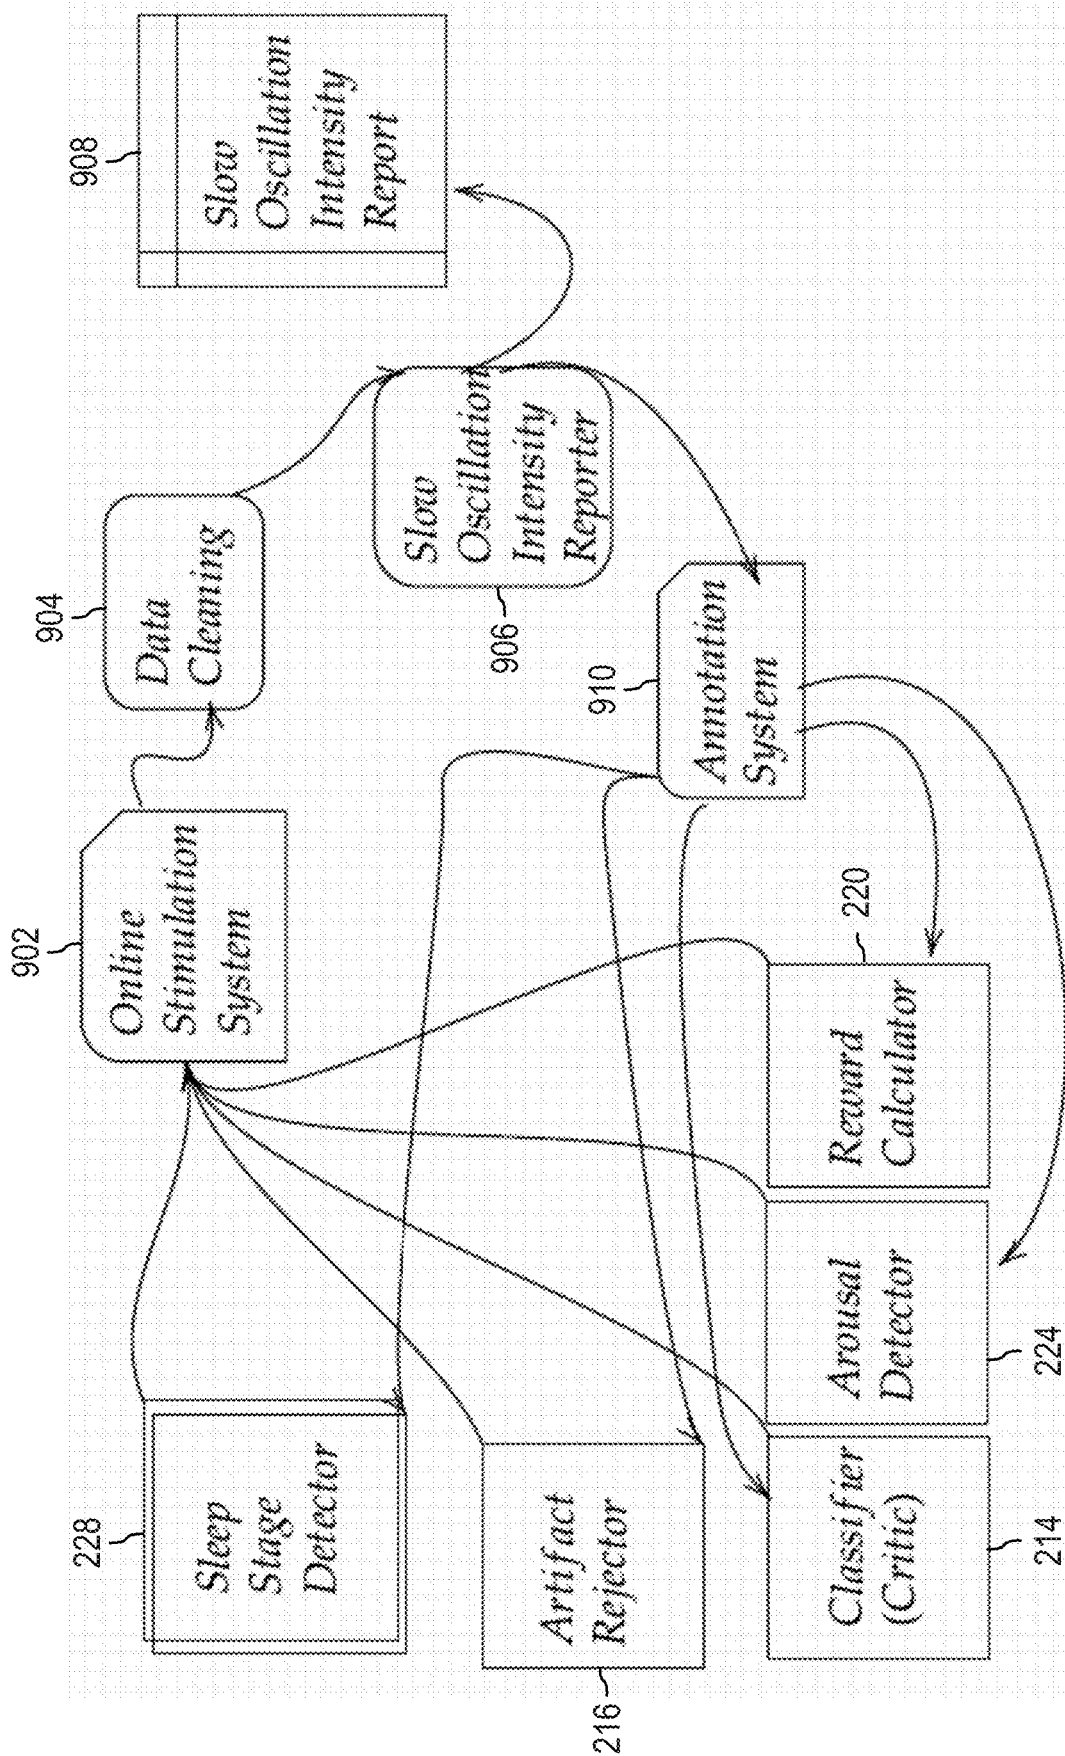 228
Sleep
Stage
Detector
216
Artifact
Rejector
214
Classifier
(Critic)
224
Arousal
Detector
220
Reward
Calculator
902
Online
Stimulation
System
904
Data
Cleaning
910
Annotation
System
906
Slow
Oscillation
Intensity
Reporter
908
Slow
Oscillation
Intensity
Report